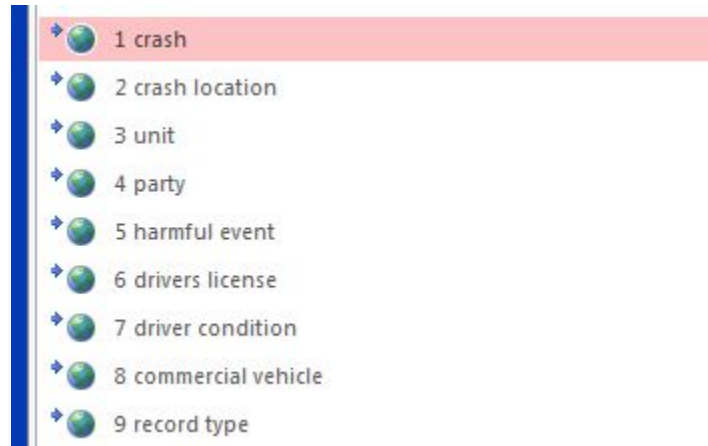 1 crash
2 crash location
3 unit
4 party
5 harmful event
6 drivers license
7 driver condition
8 commercial vehicle
9 record type